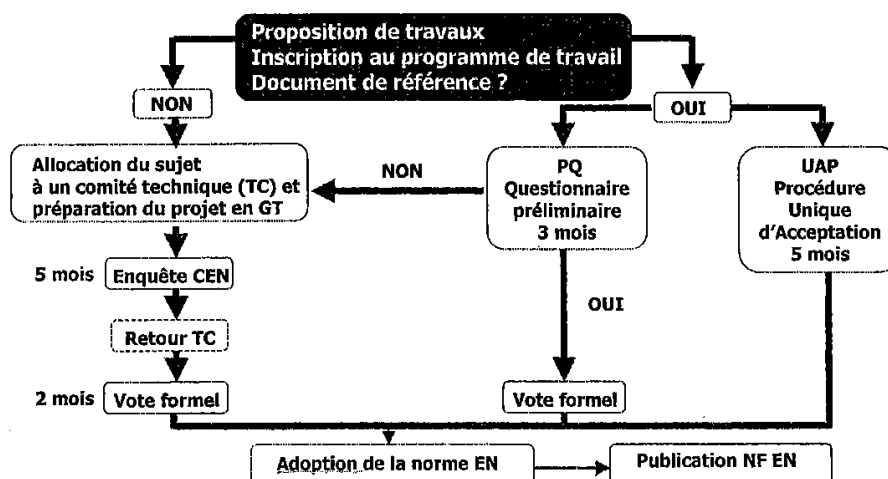 Proposition de travaux
Inscription au programme de travail
Document de référence ?
NON
OUI
Allocation du sujet
à un comité technique (TC) et
préparation du projet en GT
NON
PQ
Questionnaire
préliminaire
3 mois
UAP
Procédure
Unique
d'Acceptation
5 mois
5 mois
Enquête CEN
OUI
Retour TC
2 mois
Vote formel
Vote formel
Adoption de la norme EN
Publication NF EN